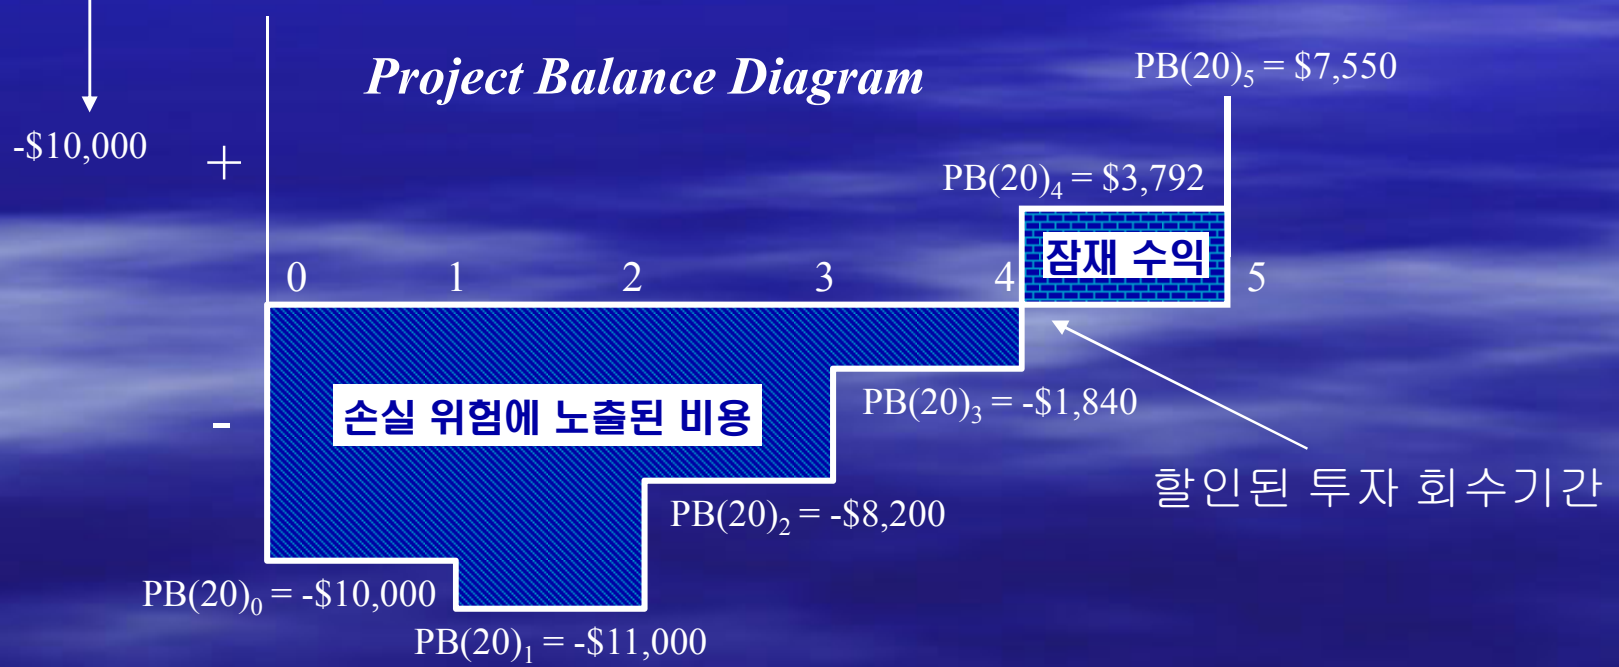 Project Balance Diagram
PB(20)₅ = $7,550
-$10,000
+
PB(20)₄ = $3,792
잠재 수익
0 1 2 3 4 5
손실 위험에 노출된 비용
PB(20)₃ = -$1,840
-
할인된 투자 회수기간
PB(20)₂ = -$8,200
PB(20)₀ = -$10,000
PB(20)₁ = -$11,000